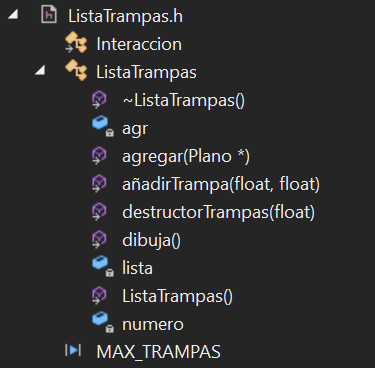 ListaTrampas.h
Interaccion
ListaTrampas
~ListaTrampas()
agr
agregar(Plano *)
añadirTrampa(float, float)
destructorTrampas(float)
dibuja()
lista
ListaTrampas()
numero
MAX_TRAMPAS